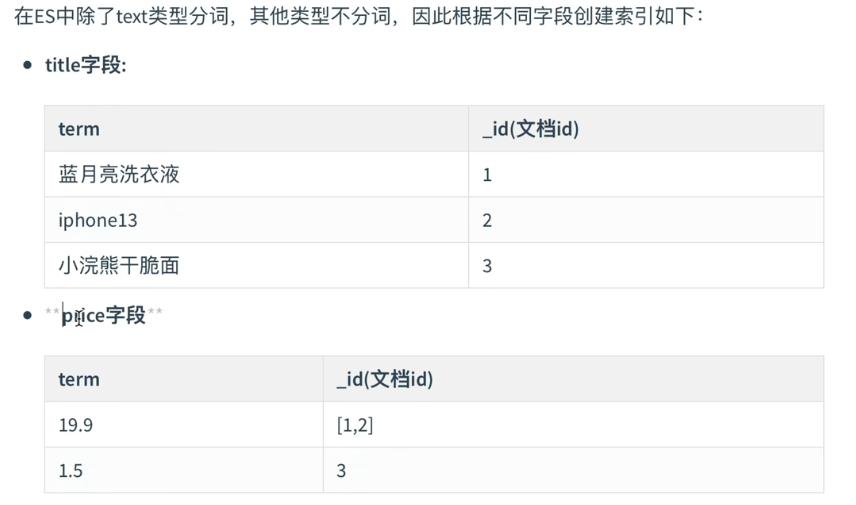 在ES中除了text类型分词，其他类型不分词，因此根据不同字段创建索引如下：
title字段:
term _id(文档id)
蓝月亮洗衣液 1
iphone13 2
小浣熊干脆面 3
**price字段**
term _id(文档id)
19.9 [1,2]
1.5 3